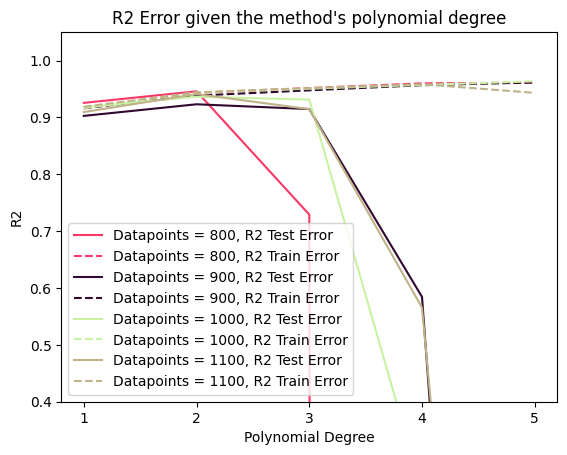 R2 Error given the method's polynomial degree
1.0
0.9
0.8
0.7
0.6
0.5
0.4
R2
Datapoints = 800, R2 Test Error
Datapoints = 800, R2 Train Error
Datapoints = 900, R2 Test Error
Datapoints = 900, R2 Train Error
Datapoints = 1000, R2 Test Error
Datapoints = 1000, R2 Train Error
Datapoints = 1100, R2 Test Error
Datapoints = 1100, R2 Train Error
1 2 3 4 5
Polynomial Degree